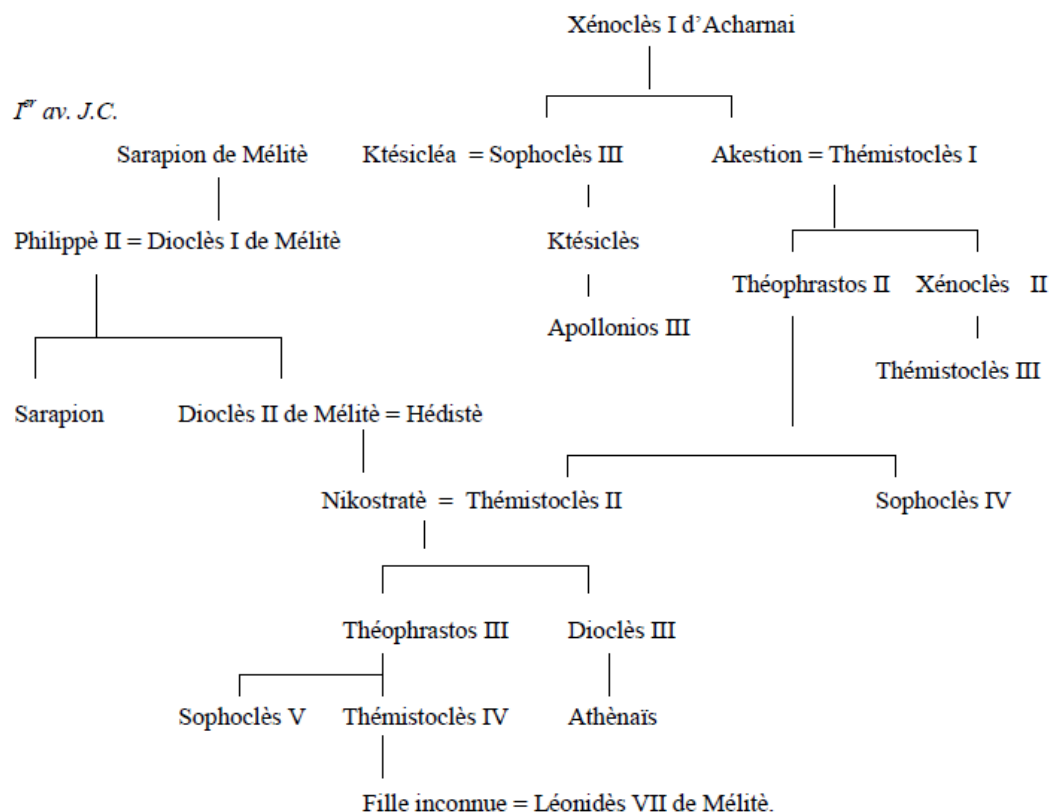 Xénoclès I d’Acharnai
Iᵉʳ av. J.C.
Sarapion de Mélitè Ktésicléa = Sophoclès III Akestion = Thémistoclès I
Philippè II = Dioclès I de Mélitè Ktésiclès
Théophrastos II Xénoclès II
Apollonios III
Thémistoclès III
Sarapion Dioclès II de Mélitè = Hédistè
Nikostratè = Thémistoclès II Sophoclès IV
Théophrastos III Dioclès III
Sophoclès V Thémistoclès IV Athènaïs
Fille inconnue = Léonidès VII de Mélitè.